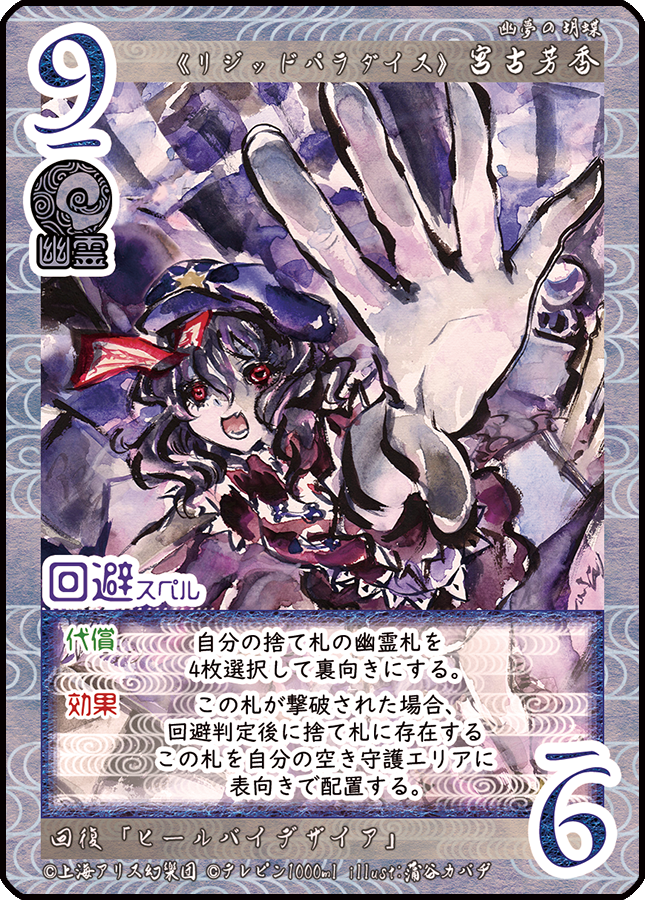 幽夢の胡蝶
9
《リジッドパラダイス》 宮古芳香
幽霊
回避スペル
代償 自分の捨て札の幽霊札を
4枚選択して裏向きにする。
効果 この札が撃破された場合、
回避判定後に捨て札に存在する
この札を自分の空き守護エリアに
表向きで配置する。
6
回復「ヒールバイデザイア」
©上海アリス幻樂団 ©テレピン1000ml illust:蒲谷カバヂ